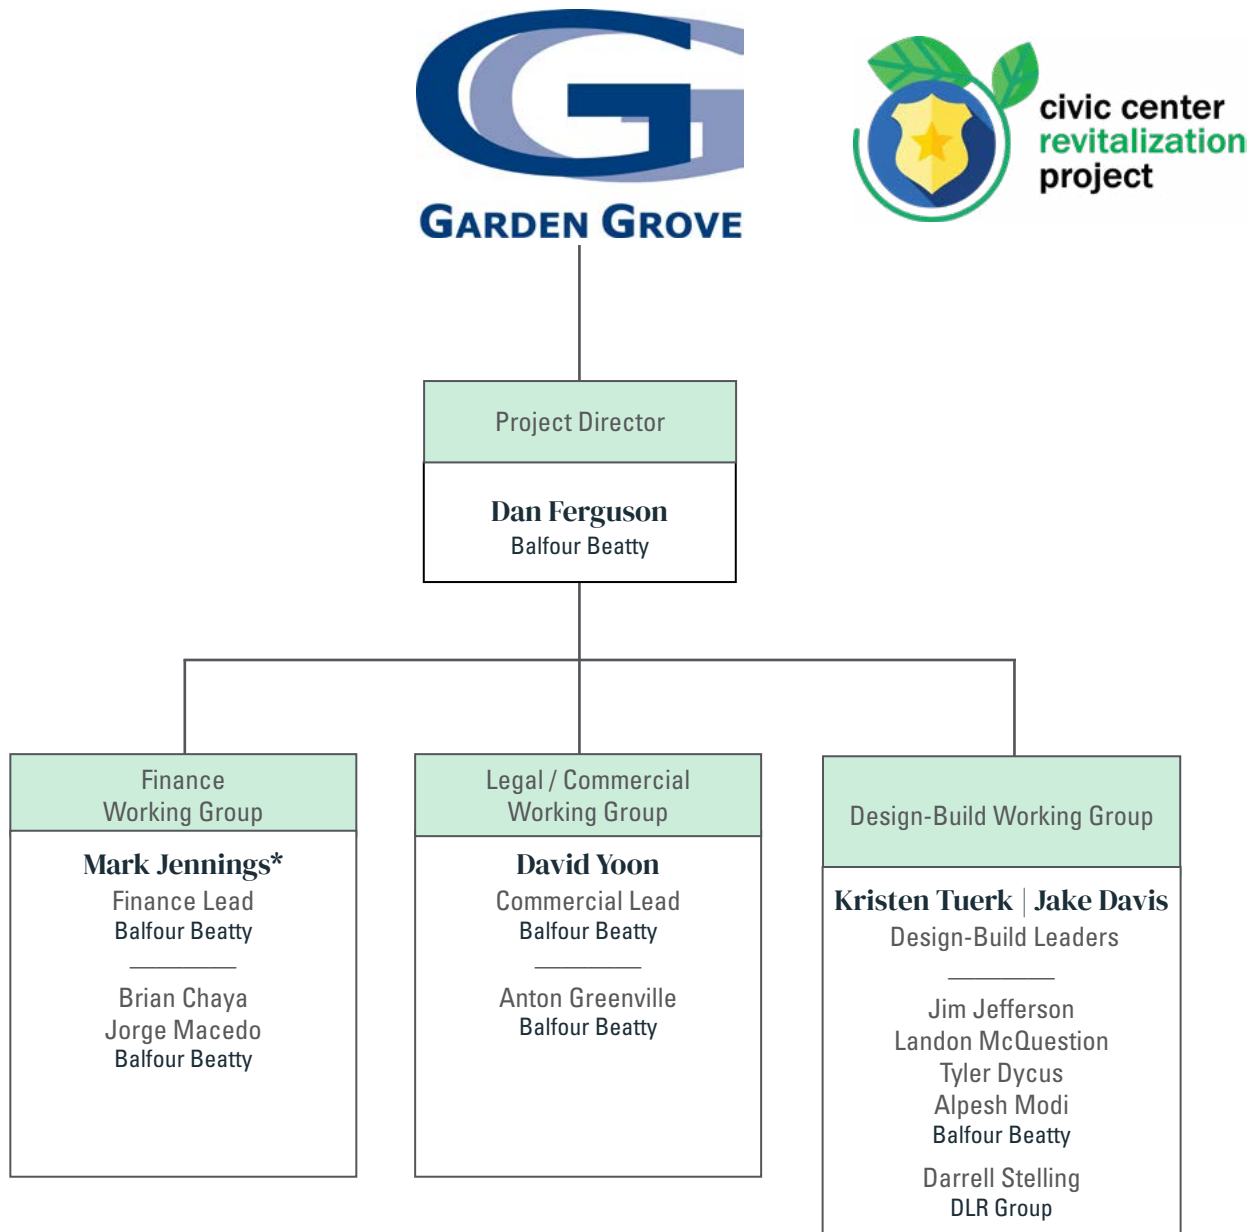 GARDEN GROVE
civic center
revitalization
project
Project Director
Dan Ferguson
Balfour Beatty
Finance
Working Group
Mark Jennings*
Finance Lead
Balfour Beatty
Brian Chaya
Jorge Macedo
Balfour Beatty
Legal / Commercial
Working Group
David Yoon
Commercial Lead
Balfour Beatty
Anton Greenville
Balfour Beatty
Design-Build Working Group
Kristen Tuerk | Jake Davis
Design-Build Leaders
Jim Jefferson
Landon McQuestion
Tyler Dycus
Alpesh Modi
Balfour Beatty
Darrell Stelling
DLR Group